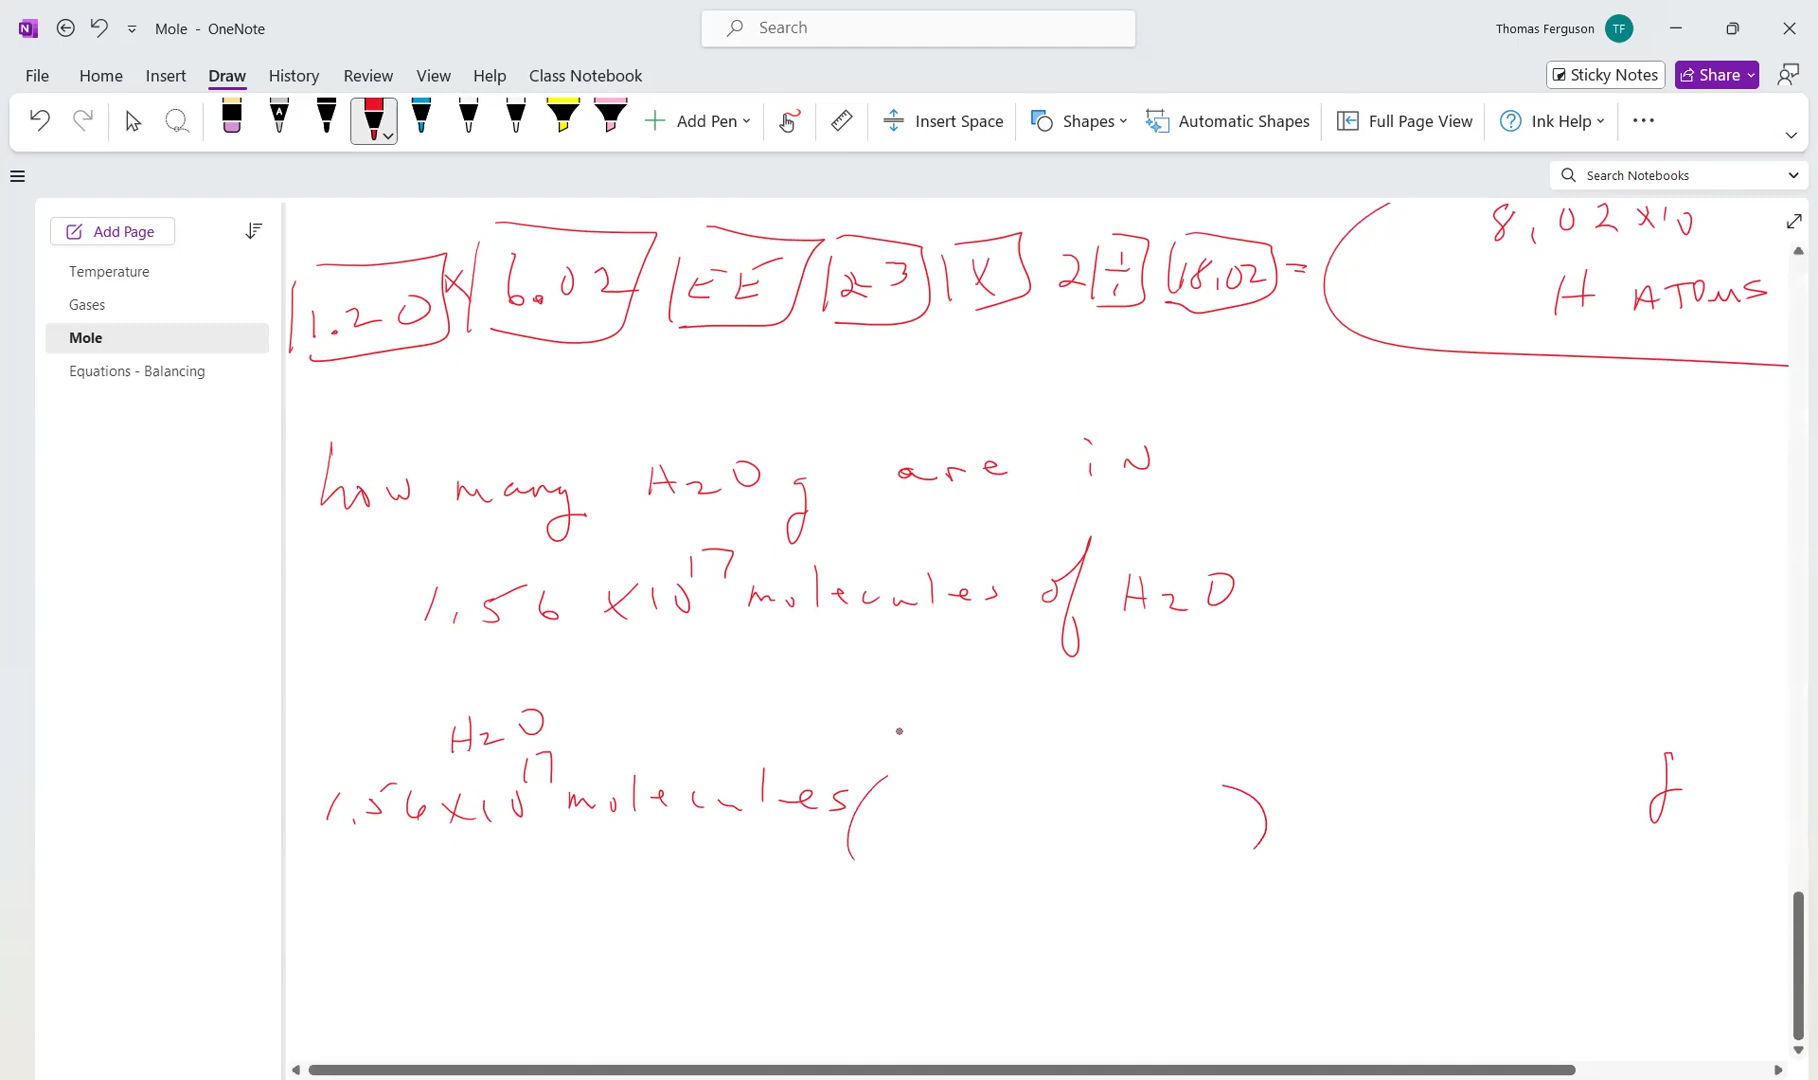 Mole - OneNote
Search
Thomas Ferguson TF
File Home Insert Draw History Review View Help Class Notebook
Sticky Notes Share
Add Pen Insert Space Shapes Automatic Shapes Full Page View Ink Help
Search Notebooks
Add Page
Temperature
Gases
Mole
Equations - Balancing
8.02 x10
1.20 x 6.02 EE 23 X 2 ÷ 18.02 =
H ATOMS
how many H2O g are in
1.56 X10^17 molecules of H2O
H2O
1.56 X10^17 molecules ( ) g